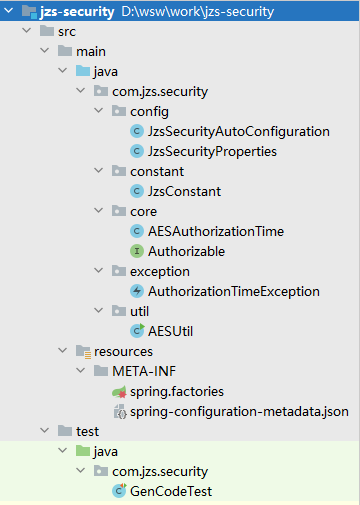 jzs-security D:\wsw\work\jzs-security
src
main
java
com.jzs.security
config
JzsSecurityAutoConfiguration
JzsSecurityProperties
constant
JzsConstant
core
AESAuthorizationTime
Authorizable
exception
AuthorizationTimeException
util
AESUtil
resources
META-INF
spring.factories
spring-configuration-metadata.json
test
java
com.jzs.security
GenCodeTest